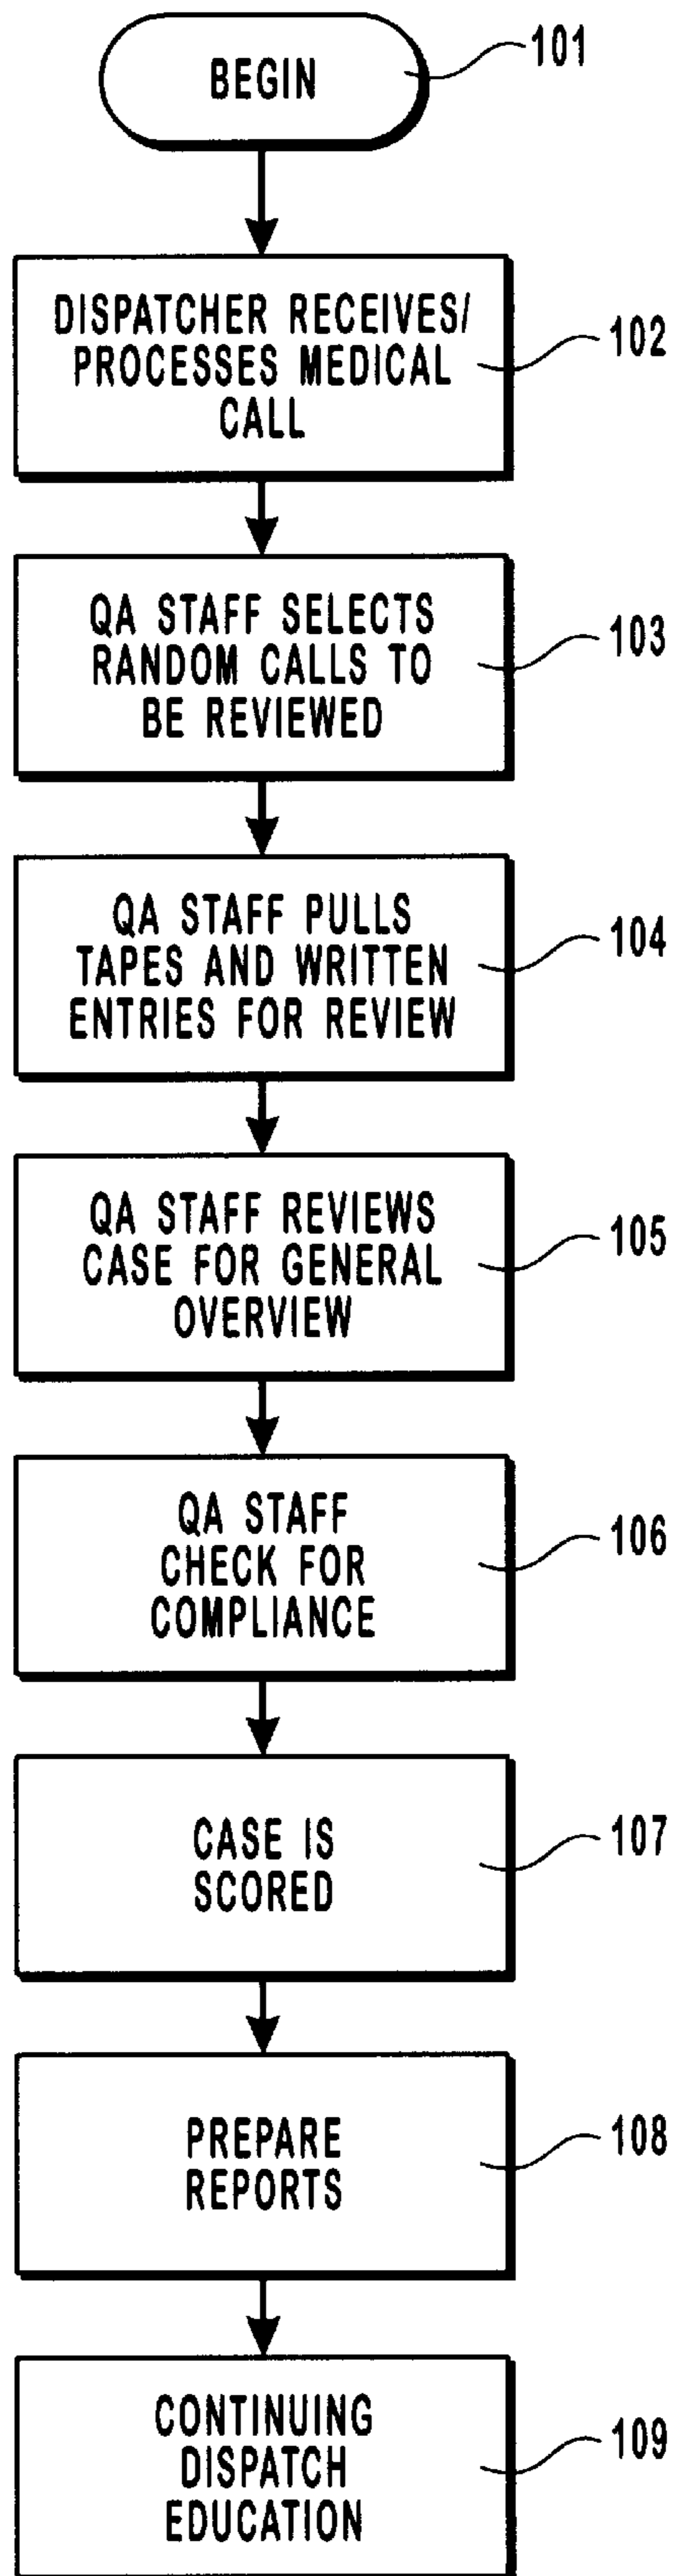 BEGIN
101
DISPATCHER RECEIVES/
PROCESSES MEDICAL
CALL
102
QA STAFF SELECTS
RANDOM CALLS TO
BE REVIEWED
103
QA STAFF PULLS
TAPES AND WRITTEN
ENTRIES FOR REVIEW
104
QA STAFF REVIEWS
CASE FOR GENERAL
OVERVIEW
105
QA STAFF
CHECK FOR
COMPLIANCE
106
CASE IS
SCORED
107
PREPARE
REPORTS
108
CONTINUING
DISPATCH
EDUCATION
109